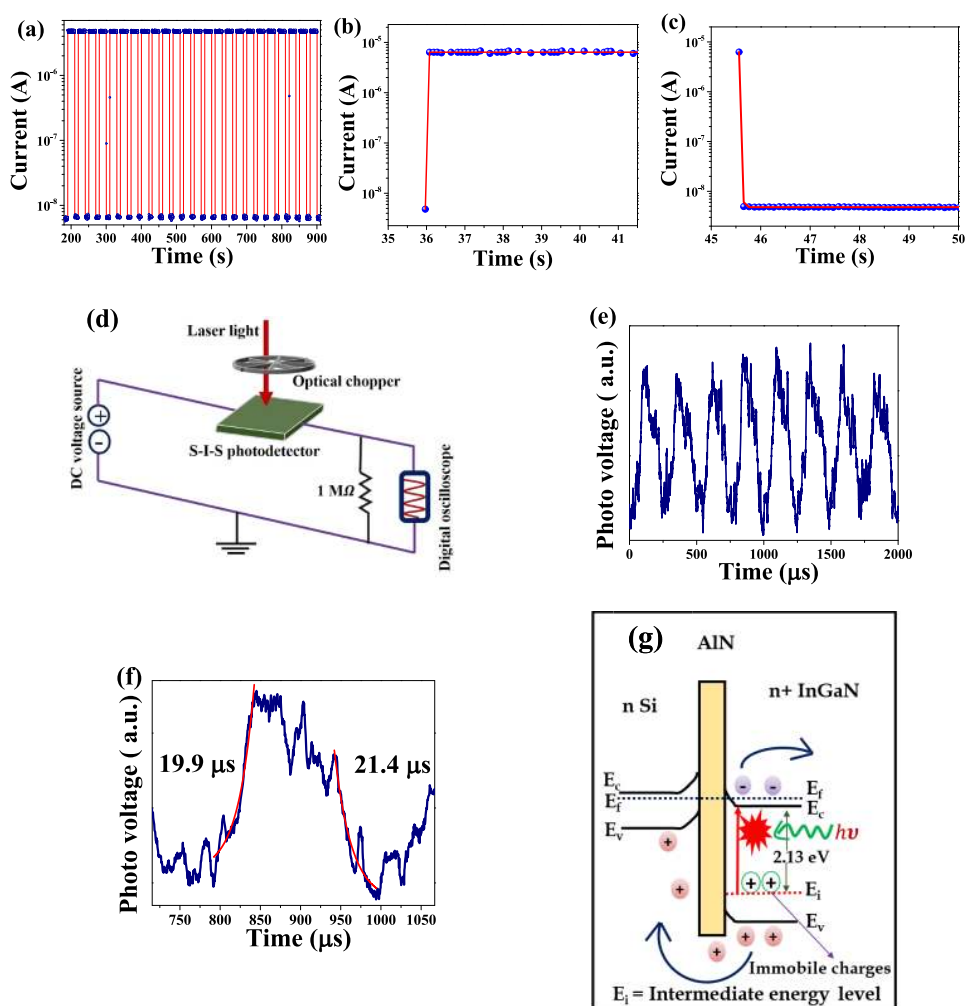 (a)
Current (A)
10⁻⁶
10⁻⁷
10⁻⁸
200 300 400 500 600 700 800 900
Time (s)
(b)
Current (A)
10⁻⁵
10⁻⁶
10⁻⁷
10⁻⁸
35 36 37 38 39 40 41
Time (s)
(c)
Current (A)
10⁻⁵
10⁻⁶
10⁻⁷
10⁻⁸
45 46 47 48 49 50
Time (s)
(d)
Laser light
Optical chopper
DC voltage source
+
-
S-I-S photodetector
1 MΩ
Digital oscilloscope
(e)
Photo voltage ( a.u.)
0 500 1000 1500 2000
Time (μs)
(f)
Photo voltage ( a.u.)
19.9 μs
21.4 μs
750 800 850 900 950 1000 1050
Time (μs)
(g)
AlN
n Si
n+ InGaN
- -
E_c
E_f
E_v
E_f
E_c
hυ
2.13 eV
+ +
E_i
E_v
+
+
+ + +
Immobile charges
E_i = Intermediate energy level